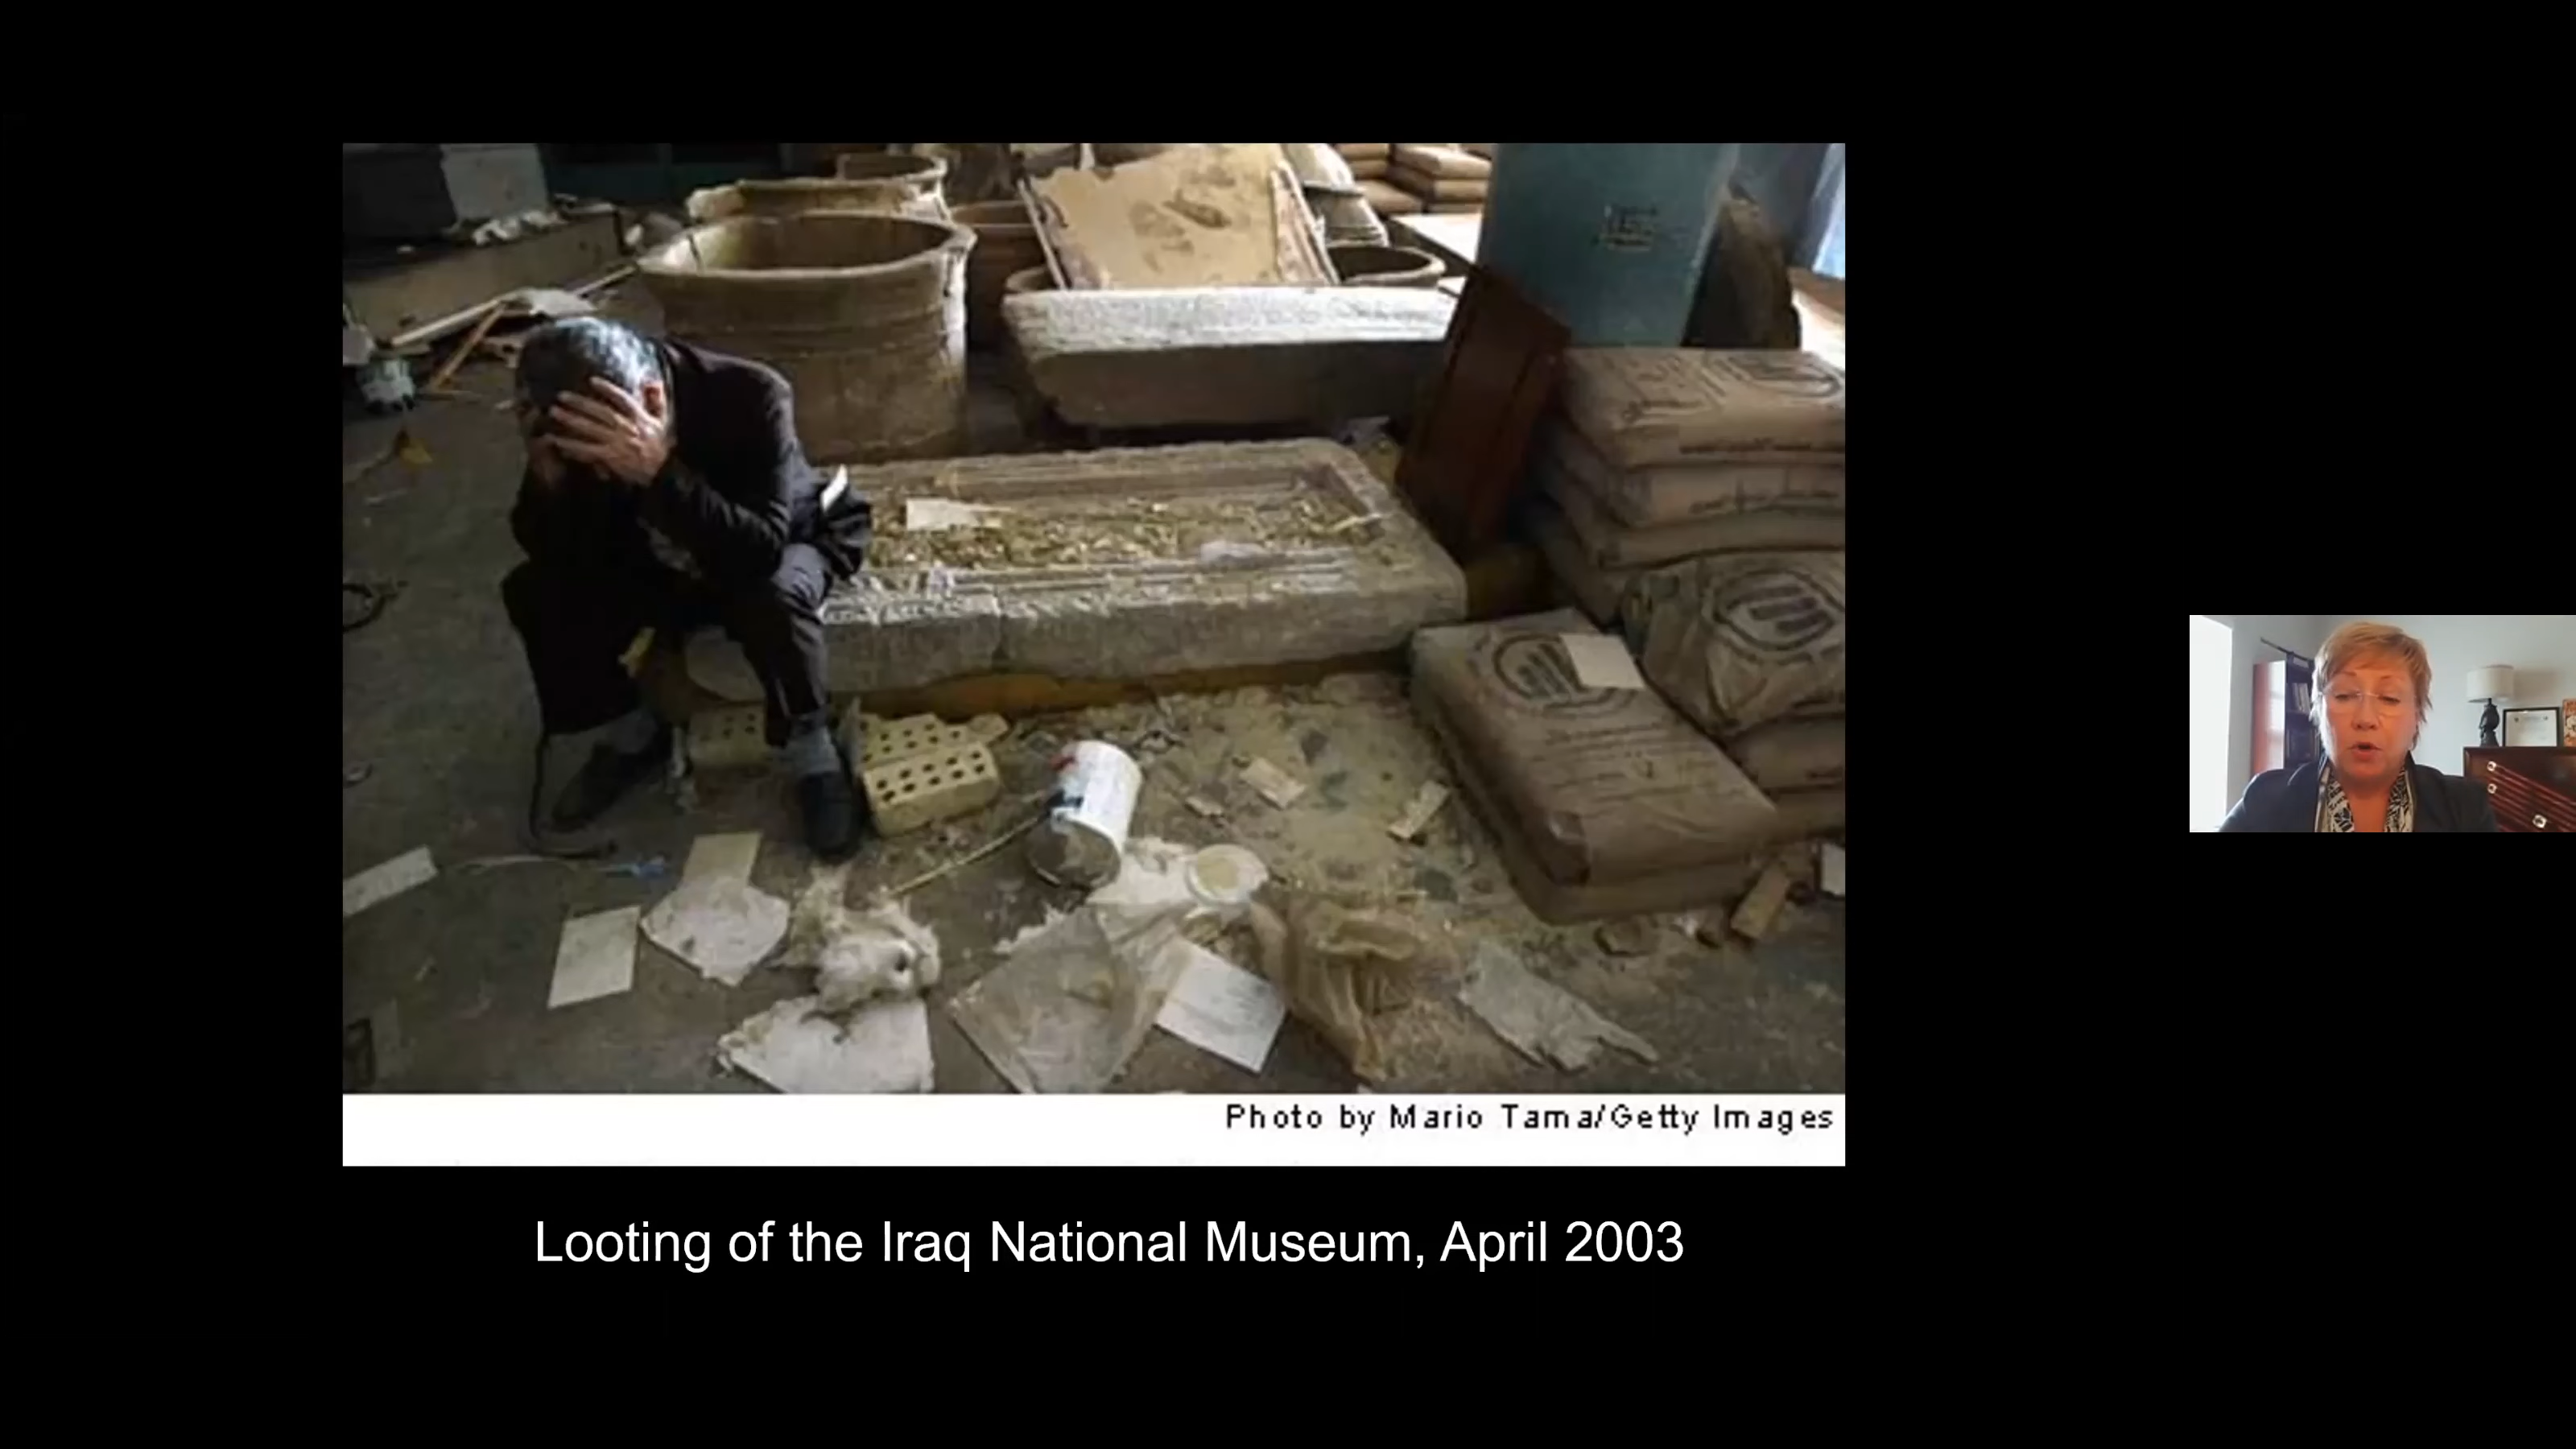 Photo by Mario Tama/Getty Images
Looting of the Iraq National Museum, April 2003